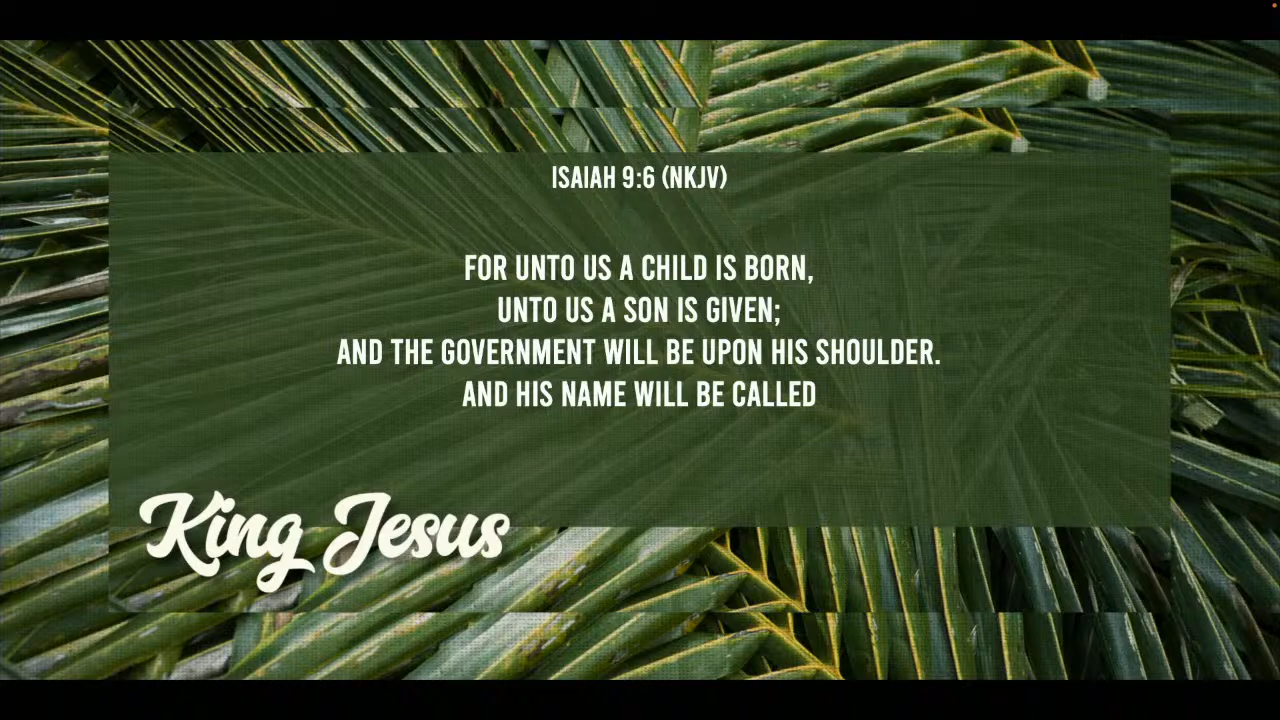 ISAIAH 9:6 (NKJV)
FOR UNTO US A CHILD IS BORN,
UNTO US A SON IS GIVEN;
AND THE GOVERNMENT WILL BE UPON HIS SHOULDER.
AND HIS NAME WILL BE CALLED
King Jesus